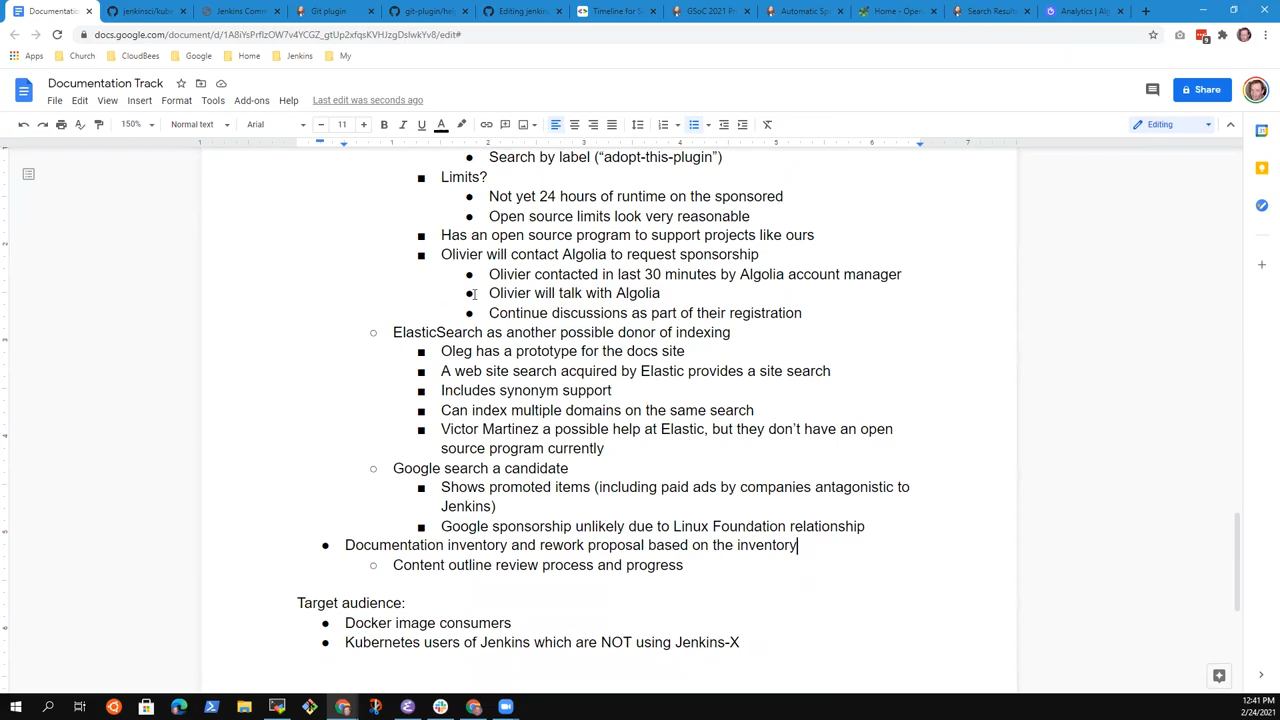 Documentation
jenkinsci/kube
Jenkins Comm
Git plugin
git-plugin/hel
Editing jenkin
Timeline for S
GSoC 2021 Pr
Automatic Sp
Home - Open
Search Result
Analytics | Alg
docs.google.com/document/d/1A8iYsPrfIzOW7v4YCGZ_gtUp2xfqsKVHJzgDslwkYv8/edit#
Apps
Church
CloudBees
Google
Home
Jenkins
My
Documentation Track
File Edit View Insert Format Tools Add-ons Help Last edit was seconds ago
Share
150% Normal text Arial 11
Editing
Search by label (“adopt-this-plugin”)
Limits?
Not yet 24 hours of runtime on the sponsored
Open source limits look very reasonable
Has an open source program to support projects like ours
Olivier will contact Algolia to request sponsorship
Olivier contacted in last 30 minutes by Algolia account manager
Olivier will talk with Algolia
Continue discussions as part of their registration
ElasticSearch as another possible donor of indexing
Oleg has a prototype for the docs site
A web site search acquired by Elastic provides a site search
Includes synonym support
Can index multiple domains on the same search
Victor Martinez a possible help at Elastic, but they don’t have an open
source program currently
Google search a candidate
Shows promoted items (including paid ads by companies antagonistic to
Jenkins)
Google sponsorship unlikely due to Linux Foundation relationship
Documentation inventory and rework proposal based on the inventory
Content outline review process and progress
Target audience:
Docker image consumers
Kubernetes users of Jenkins which are NOT using Jenkins-X
12:41 PM
2/24/2021